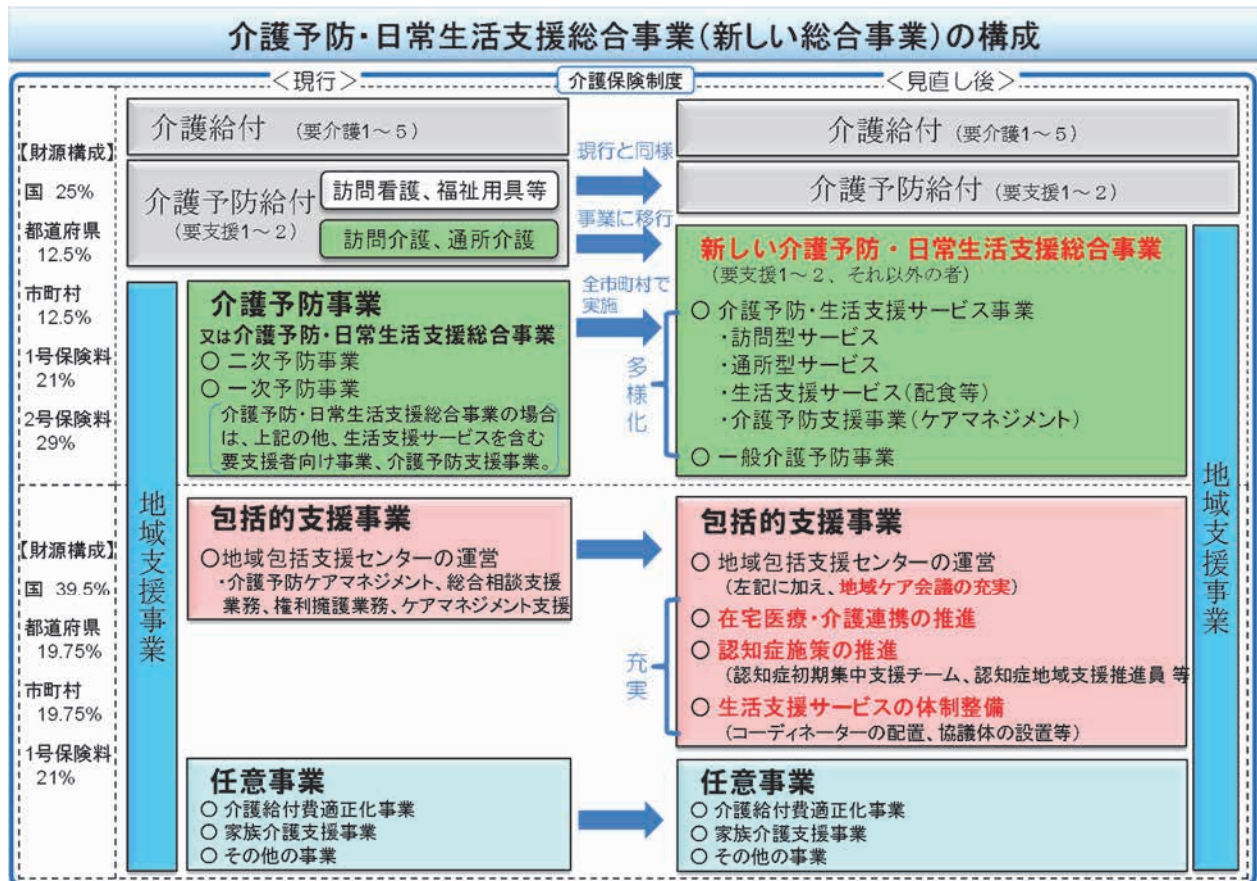 介護予防・日常生活支援総合事業(新しい総合事業)の構成
<現行>
介護保険制度
<見直し後>
【財源構成】
国 25%
都道府県
12.5%
市町村
12.5%
1号保険料
21%
2号保険料
29%
【財源構成】
国 39.5%
都道府県
19.75%
市町村
19.75%
1号保険料
21%
介護給付 (要介護1～5)
介護予防給付
(要支援1～2)
訪問看護、福祉用具等
訪問介護、通所介護
地域支援事業
介護予防事業
又は介護予防・日常生活支援総合事業
○ 二次予防事業
○ 一次予防事業
介護予防・日常生活支援総合事業の場合
は、上記の他、生活支援サービスを含む
要支援者向け事業、介護予防支援事業。
包括的支援事業
○地域包括支援センターの運営
・介護予防ケアマネジメント、総合相談支援
業務、権利擁護業務、ケアマネジメント支援
任意事業
○ 介護給付費適正化事業
○ 家族介護支援事業
○ その他の事業
現行と同様
事業に移行
全市町村で
実施
多様化
充実
介護給付 (要介護1～5)
介護予防給付 (要支援1～2)
新しい介護予防・日常生活支援総合事業
(要支援1～2、それ以外の者)
○ 介護予防・生活支援サービス事業
・訪問型サービス
・通所型サービス
・生活支援サービス(配食等)
・介護予防支援事業(ケアマネジメント)
○ 一般介護予防事業
包括的支援事業
○ 地域包括支援センターの運営
(左記に加え、地域ケア会議の充実)
○ 在宅医療・介護連携の推進
○ 認知症施策の推進
(認知症初期集中支援チーム、認知症地域支援推進員 等
○ 生活支援サービスの体制整備
(コーディネーターの配置、協議体の設置等)
任意事業
○ 介護給付費適正化事業
○ 家族介護支援事業
○ その他の事業
地域支援事業